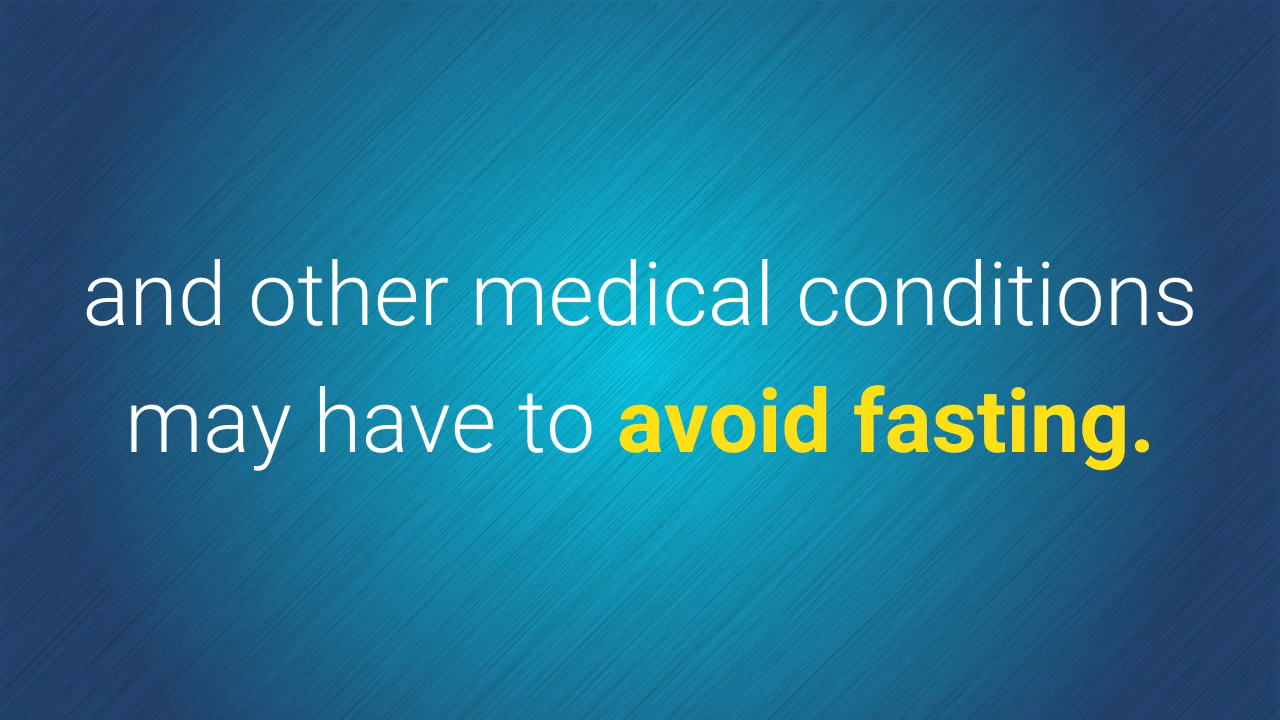 and other medical conditions
may have to avoid fasting.